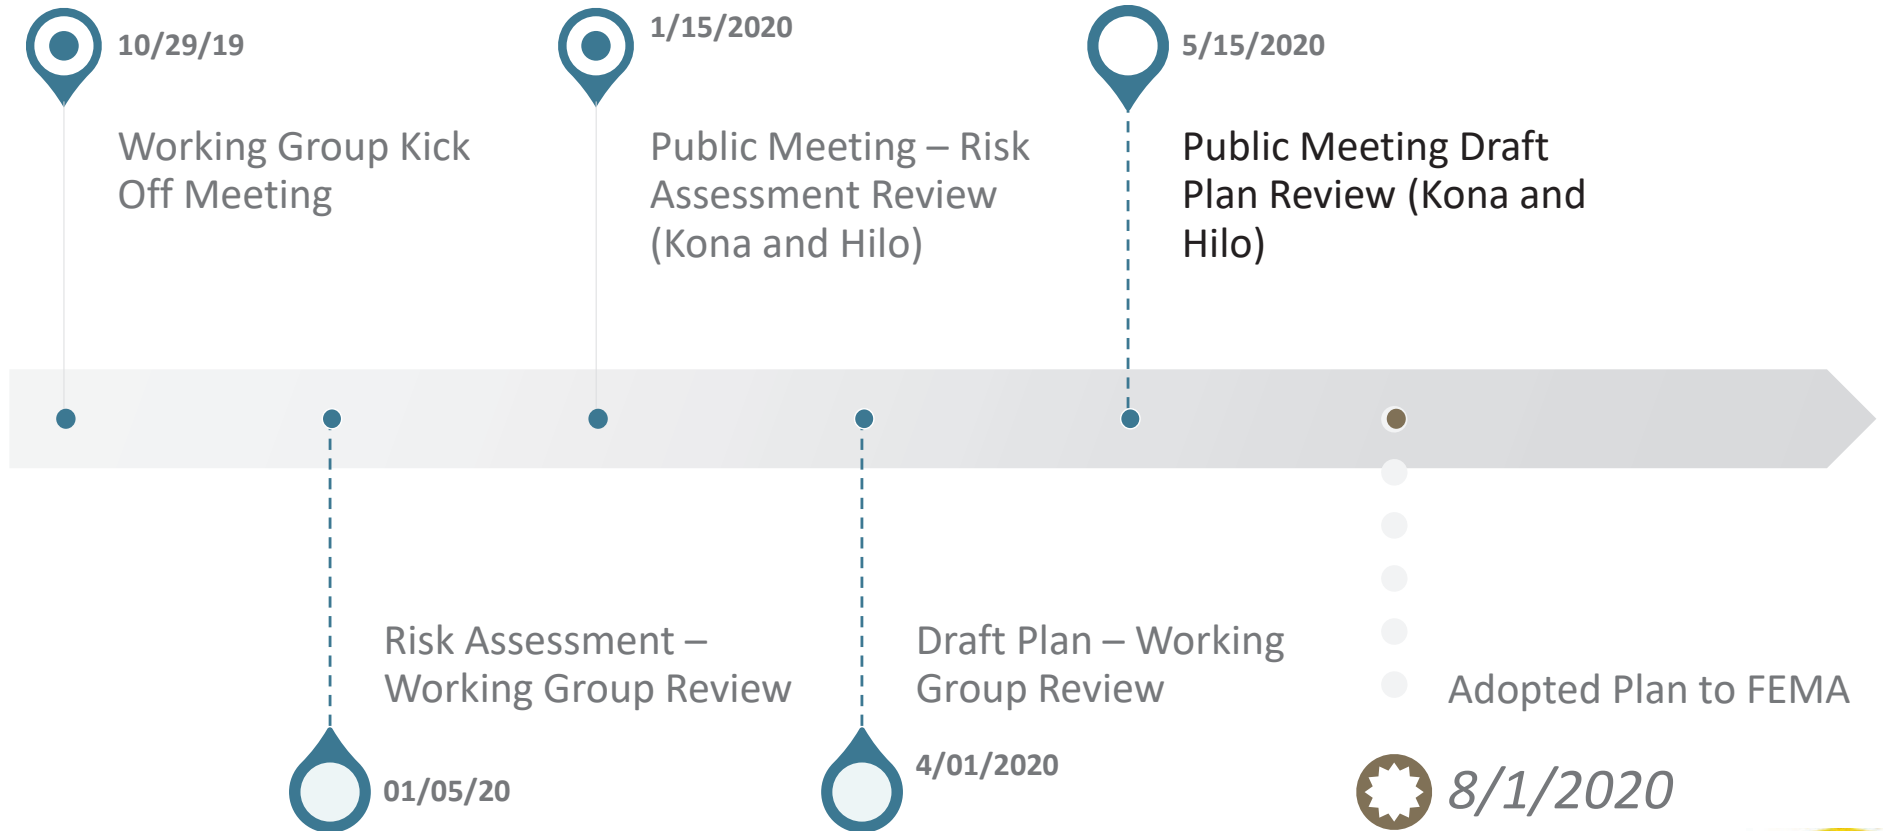 10/29/19
Working Group Kick
Off Meeting
1/15/2020
Public Meeting – Risk
Assessment Review
(Kona and Hilo)
5/15/2020
Public Meeting Draft
Plan Review (Kona and
Hilo)
Risk Assessment –
Working Group Review
01/05/20
Draft Plan – Working
Group Review
4/01/2020
Adopted Plan to FEMA
8/1/2020